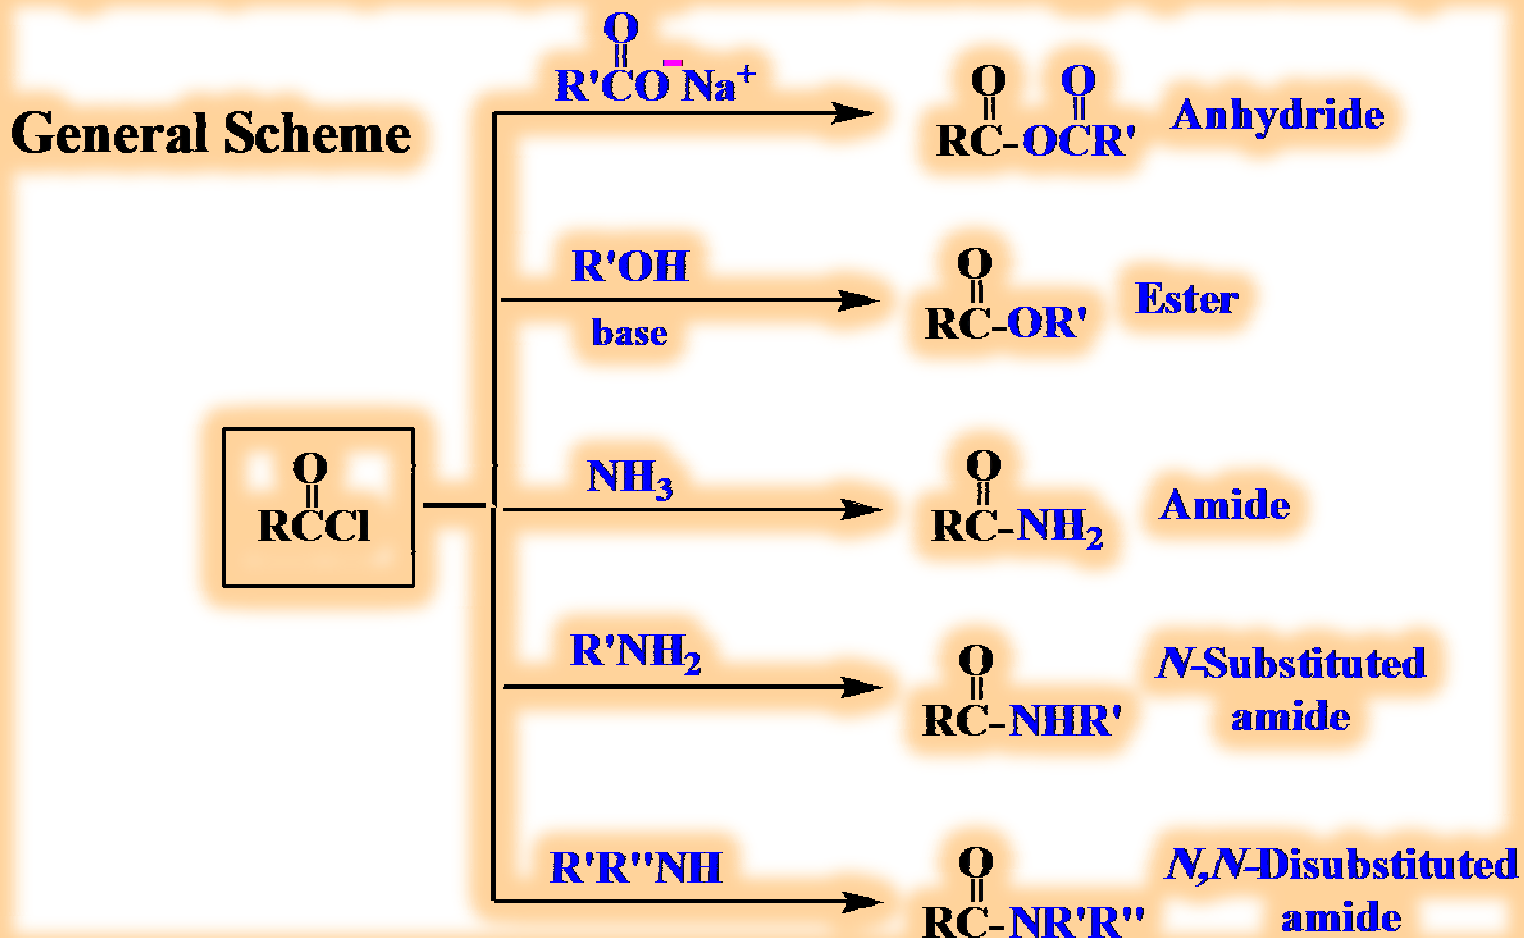 General Scheme
O
R'CO⁻Na⁺
O O
RC-OCR'
Anhydride
R'OH
base
O
RC-OR'
Ester
O
RCCl
NH₃
O
RC-NH₂
Amide
R'NH₂
O
RC-NHR'
N-Substituted
amide
R'R"NH
O
RC-NR'R"
N,N-Disubstituted
amide